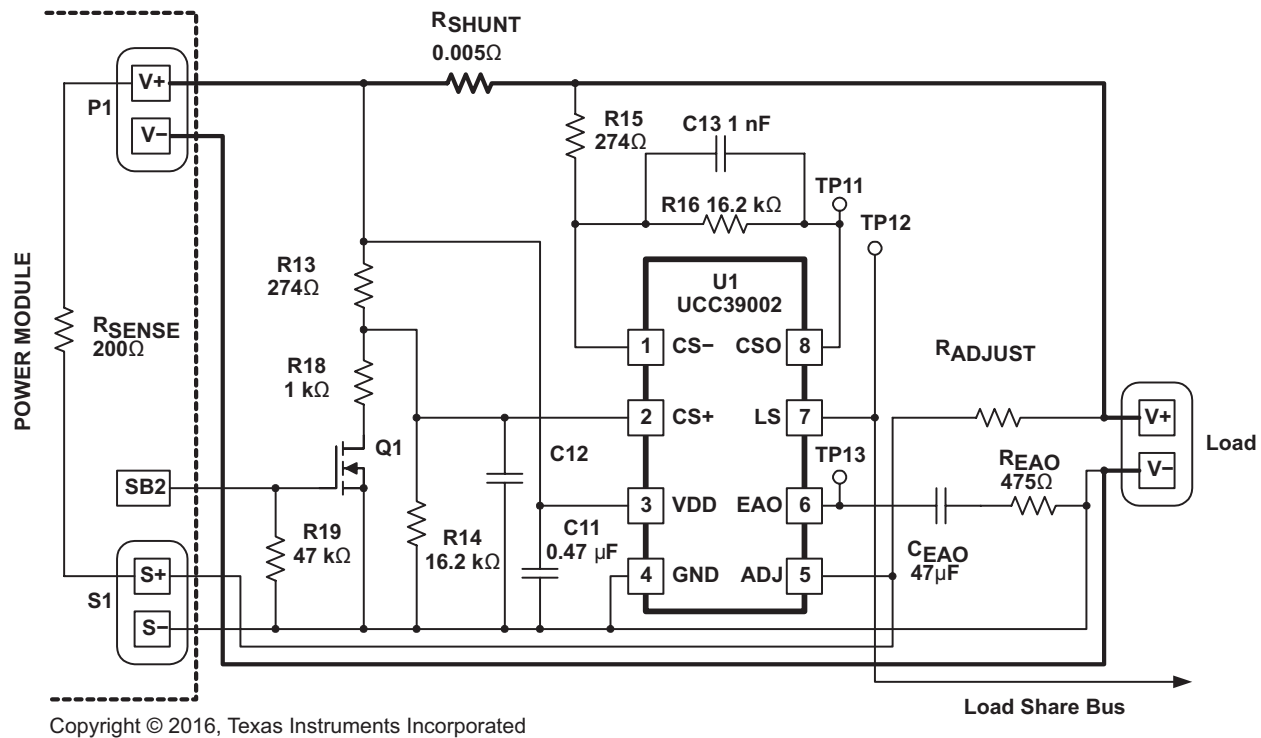 RSHUNT
0.005Ω
V+
P1
V−
R15
274Ω
C13 1 nF
TP11
R16 16.2 kΩ
TP12
POWER MODULE
RSENSE
200Ω
R13
274Ω
R18
1 kΩ
U1
UCC39002
1 CS− CSO 8
RADJUST
2 CS+ LS 7
V+
Load
V−
Q1
C12
TP13
REAO
475Ω
SB2
3 VDD EAO 6
R19
47 kΩ
R14
16.2 kΩ
C11
0.47 µF
CEAO
47µF
4 GND ADJ 5
S+
S1
S−
Load Share Bus
Copyright © 2016, Texas Instruments Incorporated